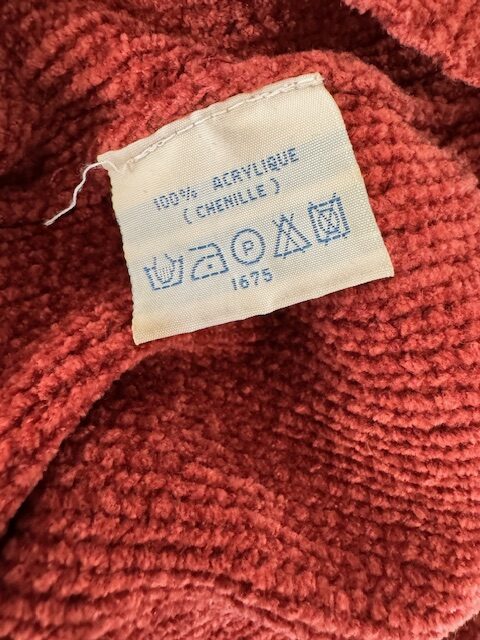 100% ACRYLIQUE
(CHENILLE)
P
1675